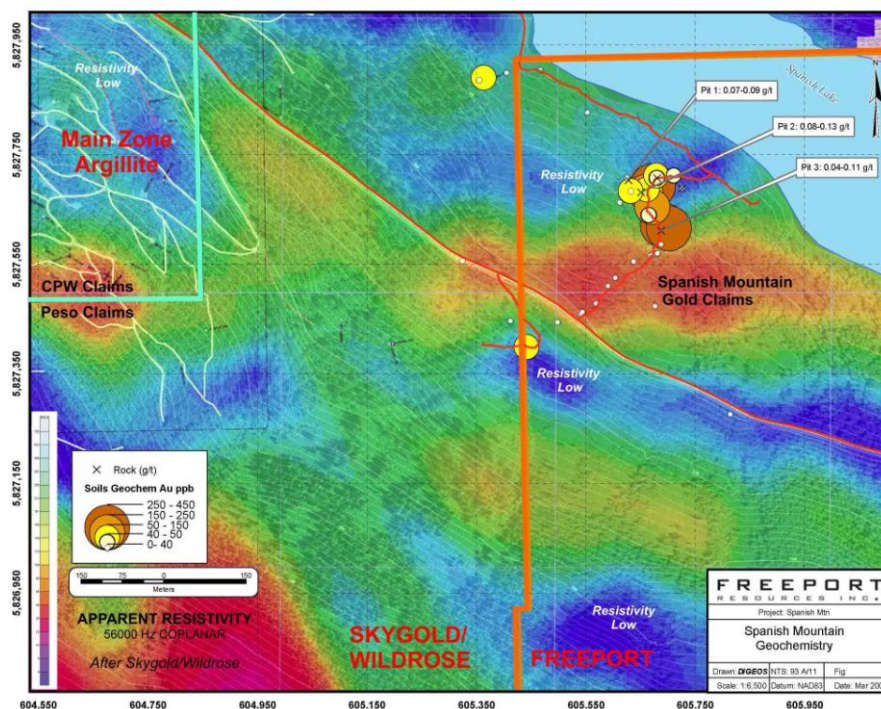 5,827,950
5,827,750
5,827,550
5,827,350
5,827,150
5,826,950
Resistivity
Low
Main Zone
Argillite
CPW Claims
Peso Claims
Spanish Lake
N
Pit 1: 0.07-0.09 g/t
Pit 2: 0.08-0.13 g/t
Pit 3: 0.04-0.11 g/t
Resistivity
Low
Spanish Mountain
Gold Claims
Resistivity
Low
Rock (g/t)
Soils Geochem Au ppb
250 - 450
150 - 250
50 - 150
40 - 50
0- 40
150 75 0 150
Meters
APPARENT RESISTIVITY
56000 Hz COPLANAR
After Skygold/Wildrose
SKYGOLD/
WILDROSE
FREEPORT
Resistivity
Low
FREEPORT
RESOURCES INC.
Project: Spanish Mtn
Spanish Mountain
Geochemistry
Drawn: DIGEOS NTS: 93 A/11 Fig:
Scale: 1:6,500 Datum: NAD83 Date: Mar 200
604.550 604.750 604.950 605.150 605.350 605.550 605.750 605.950